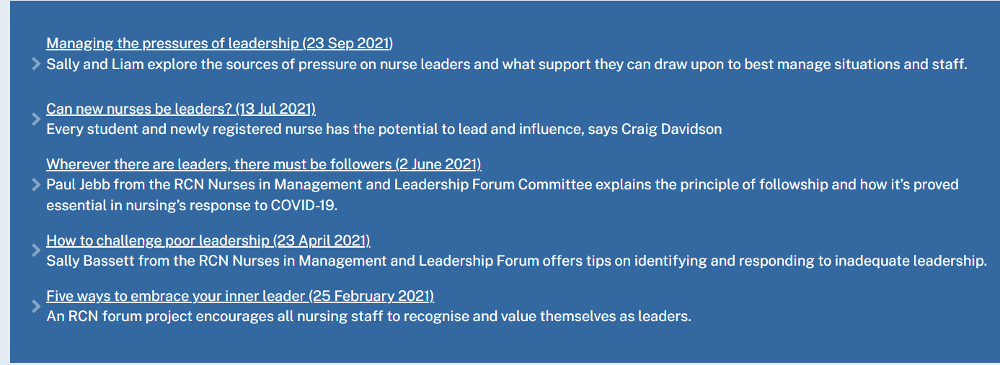 Managing the pressures of leadership (23 Sep 2021)
Sally and Liam explore the sources of pressure on nurse leaders and what support they can draw upon to best manage situations and staff.
Can new nurses be leaders? (13 Jul 2021)
Every student and newly registered nurse has the potential to lead and influence, says Craig Davidson
Wherever there are leaders, there must be followers (2 June 2021)
Paul Jebb from the RCN Nurses in Management and Leadership Forum Committee explains the principle of followship and how it’s proved
essential in nursing’s response to COVID-19.
How to challenge poor leadership (23 April 2021)
Sally Bassett from the RCN Nurses in Management and Leadership Forum offers tips on identifying and responding to inadequate leadership.
Five ways to embrace your inner leader (25 February 2021)
An RCN forum project encourages all nursing staff to recognise and value themselves as leaders.